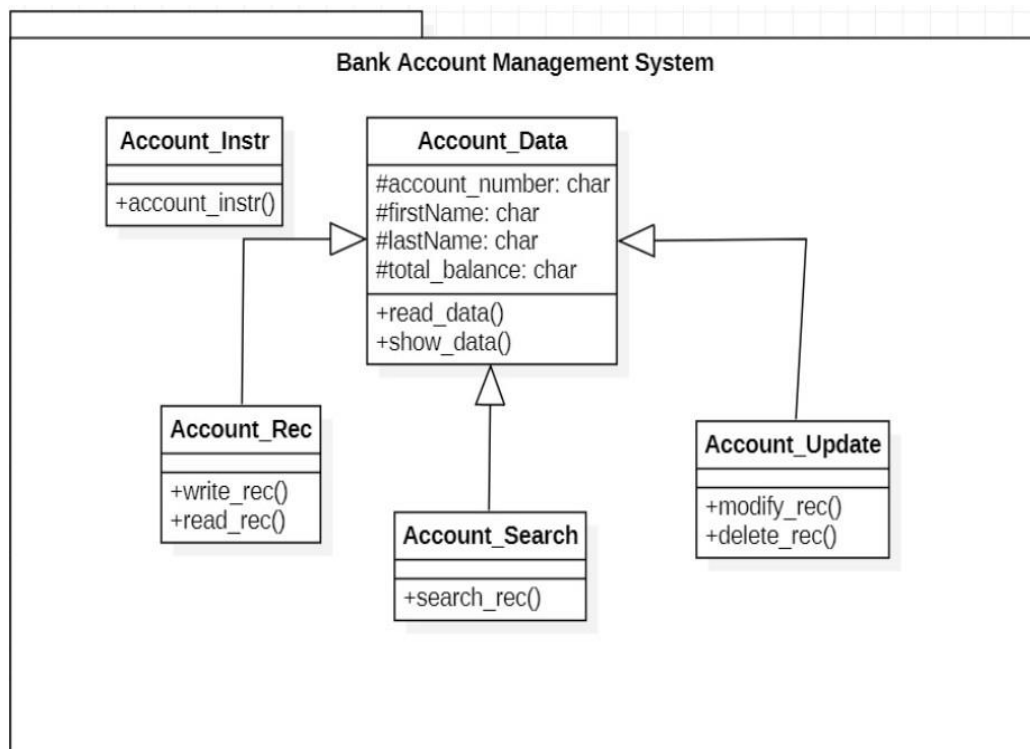 Bank Account Management System
Account_Instr
+account_instr()
Account_Data
#account_number: char
#firstName: char
#lastName: char
#total_balance: char
+read_data()
+show_data()
Account_Rec
+write_rec()
+read_rec()
Account_Search
+search_rec()
Account_Update
+modify_rec()
+delete_rec()